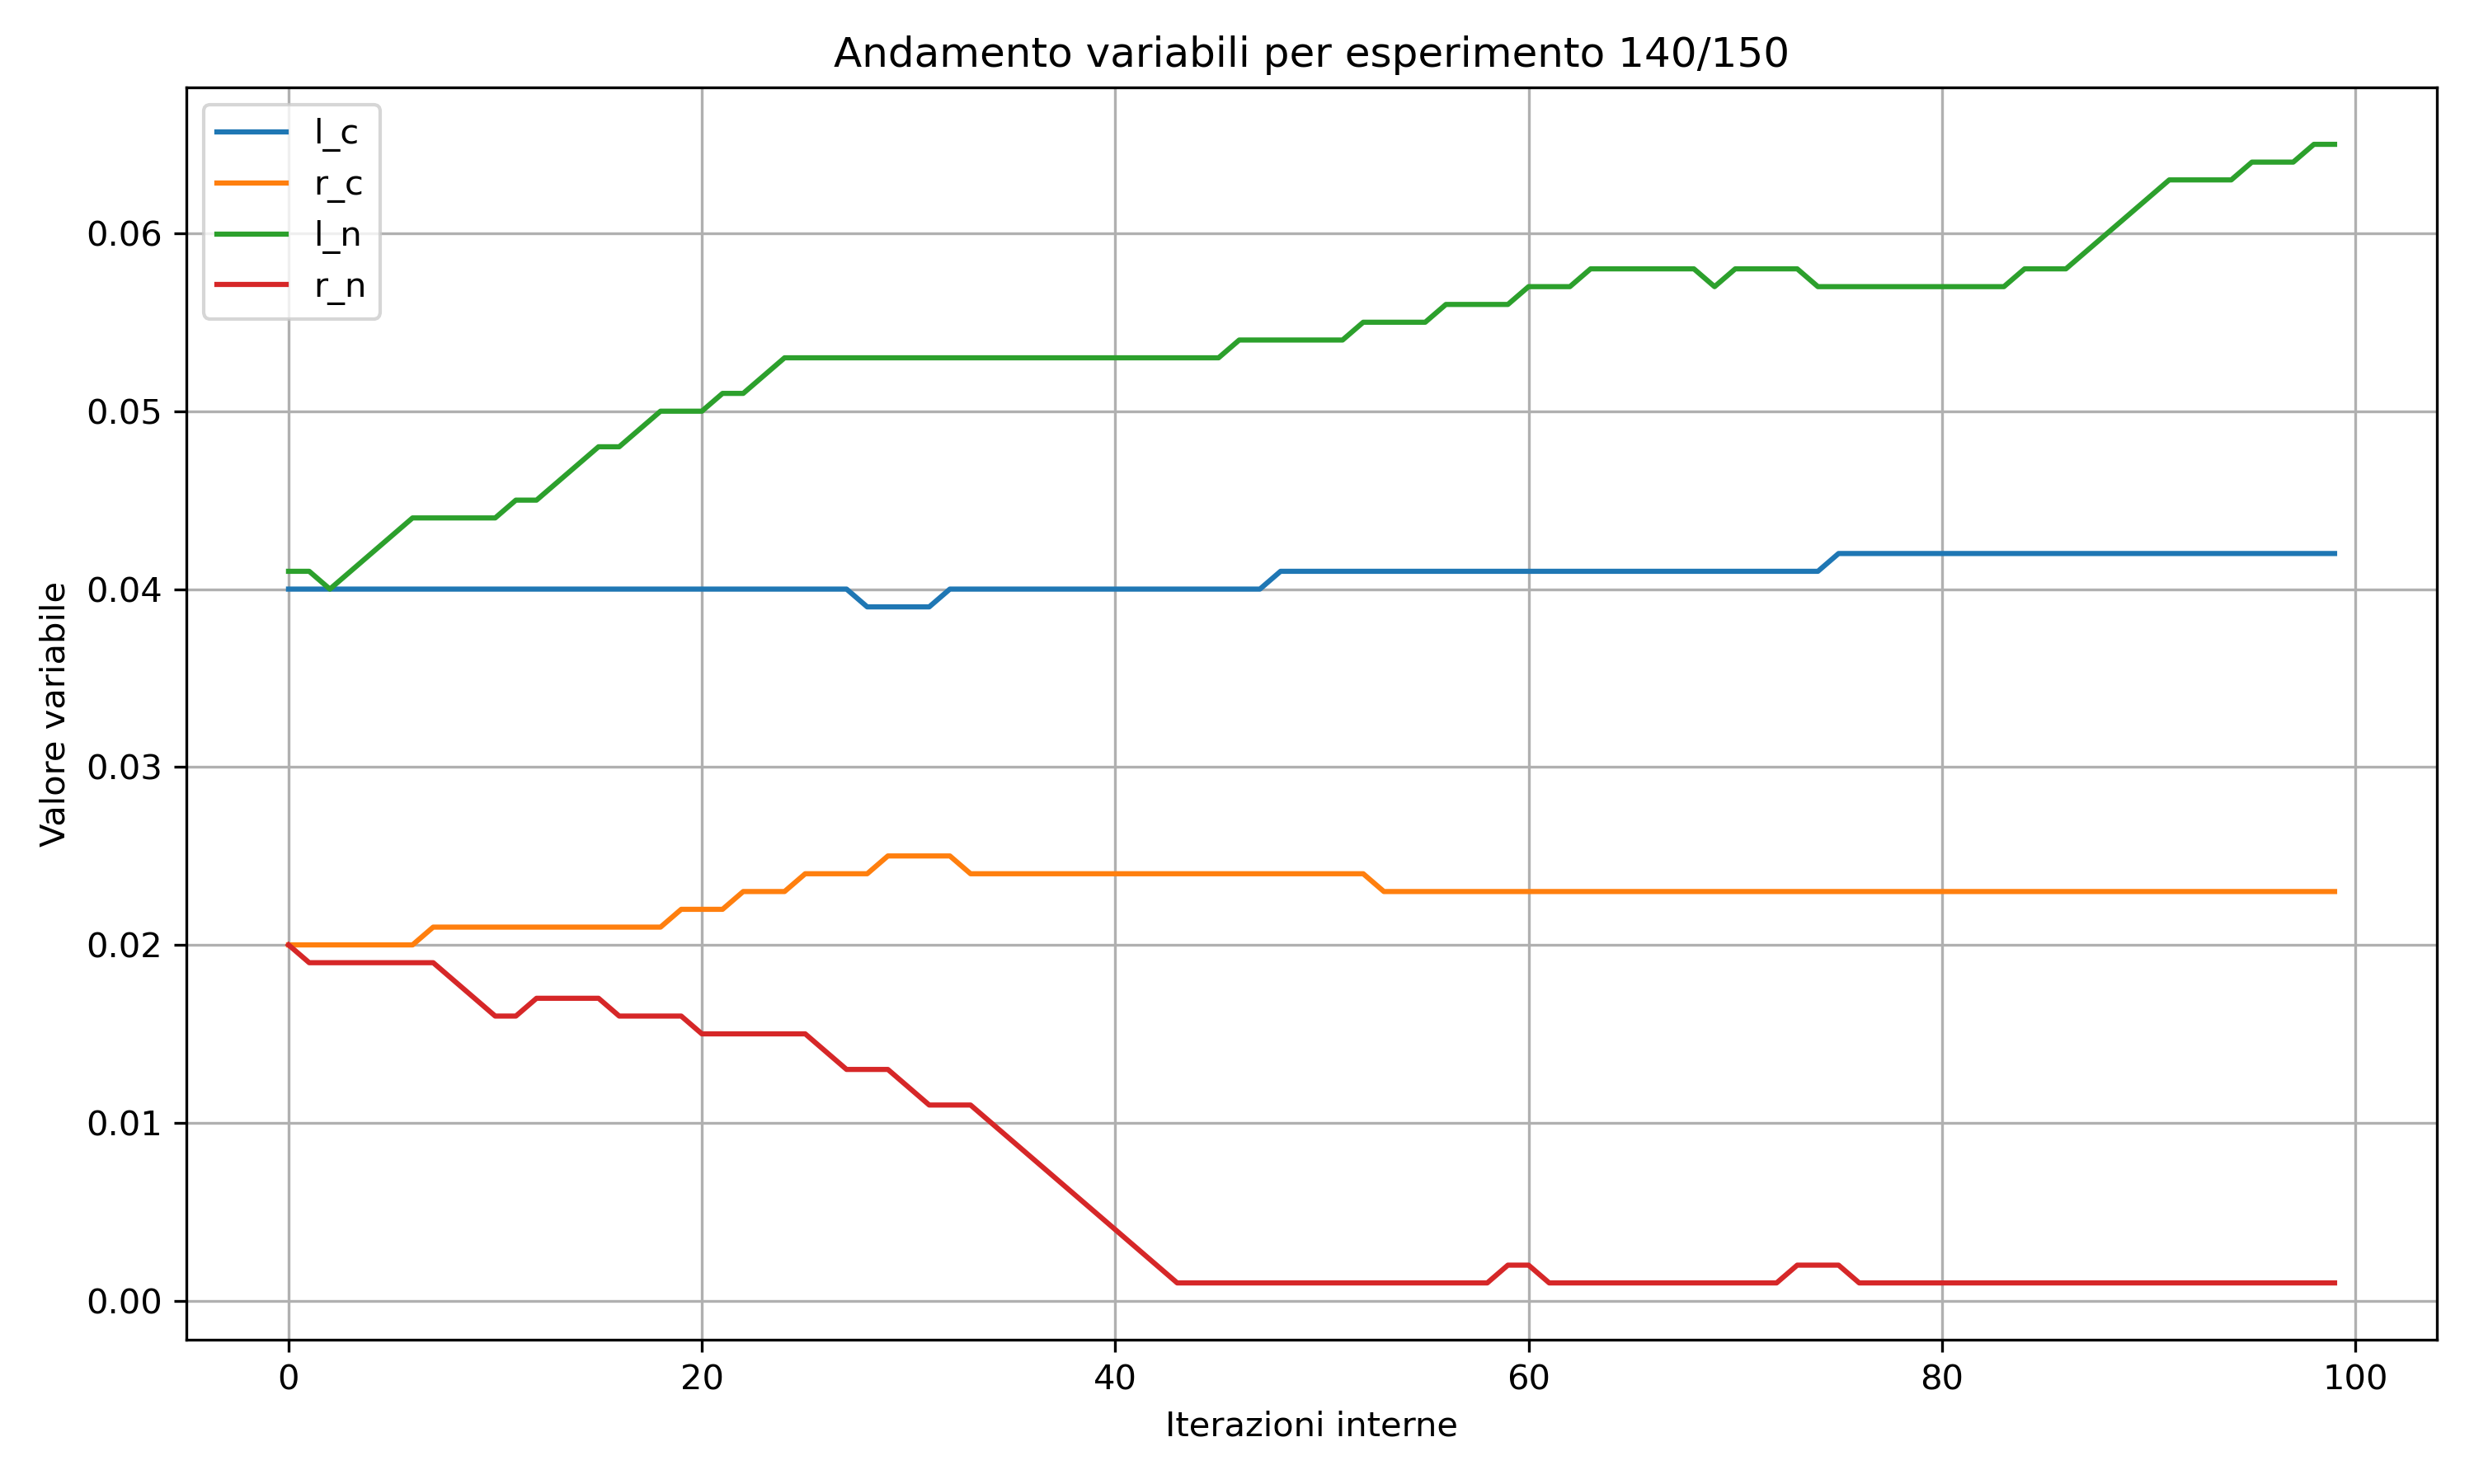 Andamento variabili per esperimento 140/150
l_c
r_c
l_n
r_n
0.06
0.05
0.04
0.03
0.02
0.01
0.00
Valore variabile
0 20 40 60 80 100
Iterazioni interne